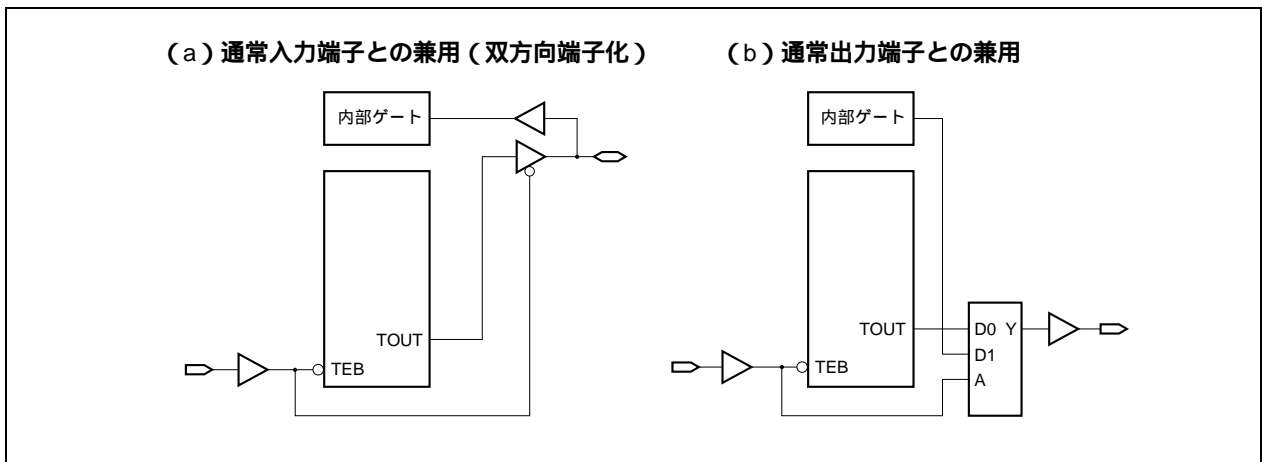 (a)通常入力端子との兼用(双方向端子化)
内部ゲート
TOUT
TEB
(b)通常出力端子との兼用
内部ゲート
TOUT
TEB
D0 Y
D1
A